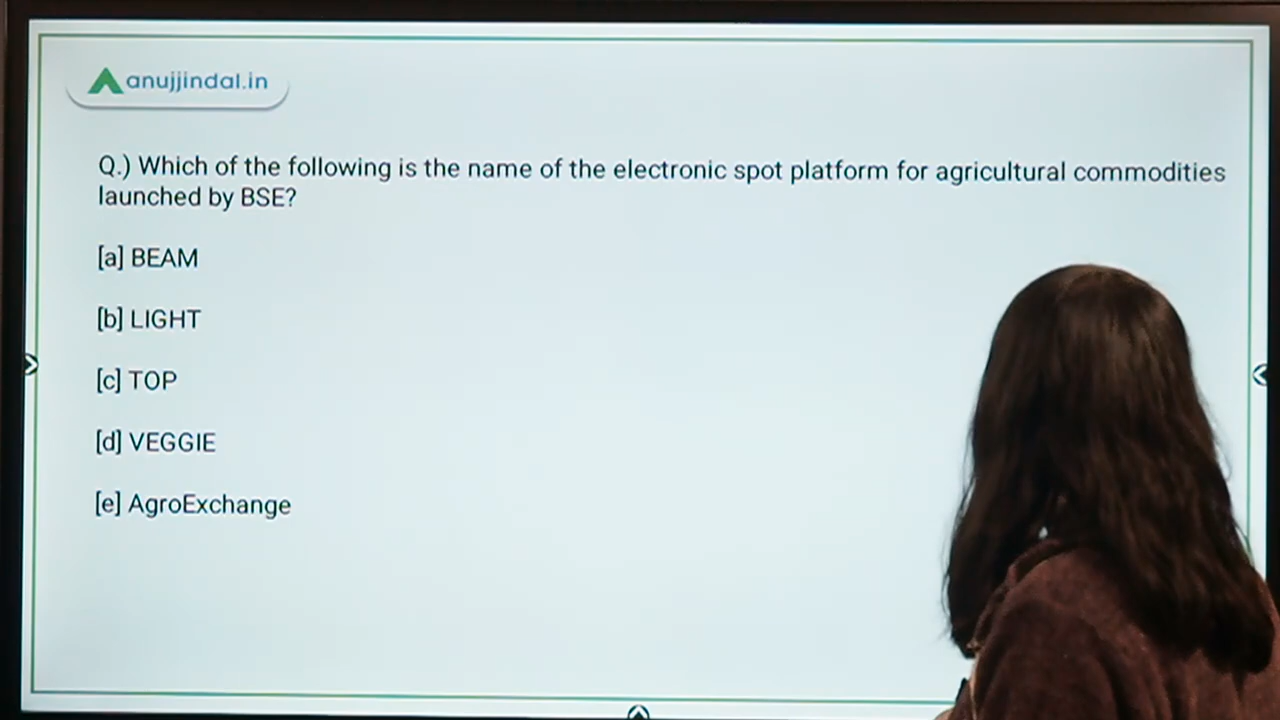 anujjindal.in
Q.) Which of the following is the name of the electronic spot platform for agricultural commodities
launched by BSE?
[a] BEAM
[b] LIGHT
[c] TOP
[d] VEGGIE
[e] AgroExchange